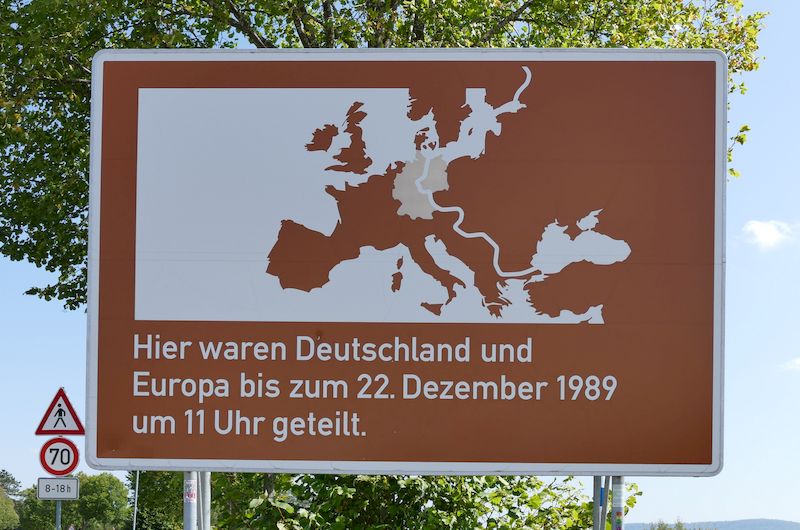 Hier waren Deutschland und
Europa bis zum 22. Dezember 1989
um 11 Uhr geteilt.
70
8-18h